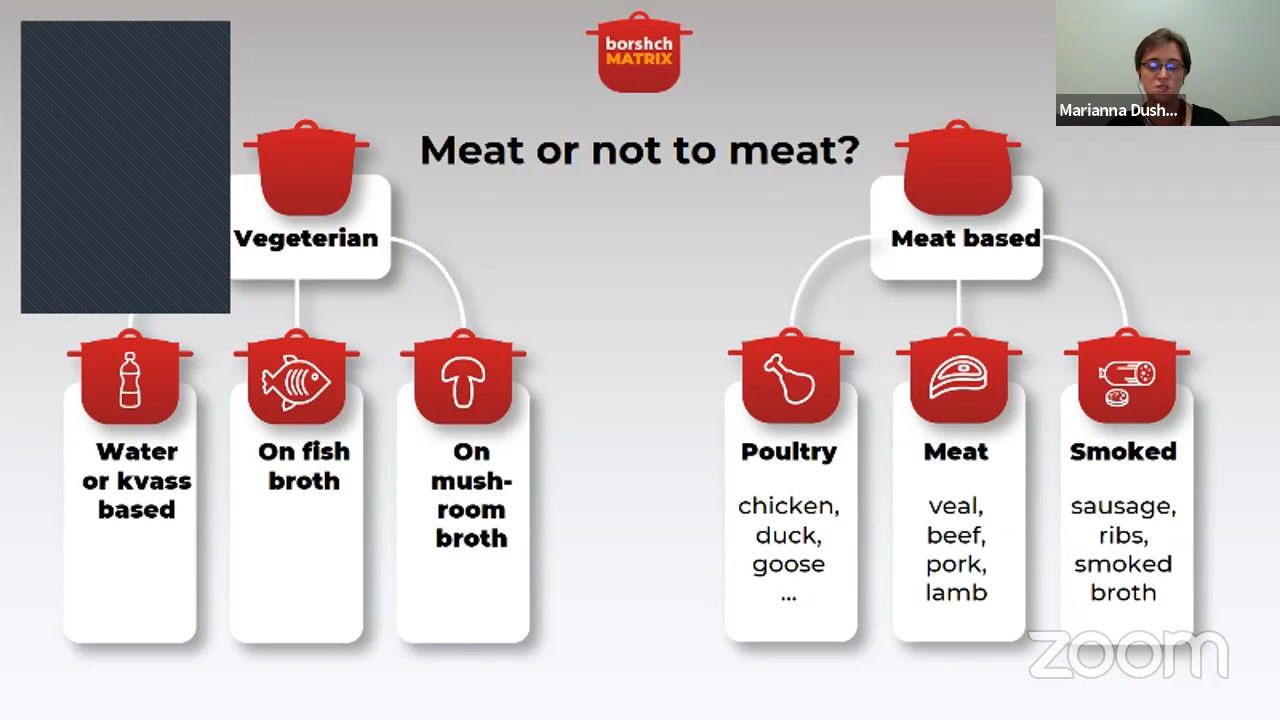 borshch
MATRIX
Marianna Dush...
Meat or not to meat?
Vegeterian
Meat based
Water
or kvass
based
On fish
broth
On
mush-
room
broth
Poultry
chicken,
duck,
goose
...
Meat
veal,
beef,
pork,
lamb
Smoked
sausage,
ribs,
smoked
broth
zoom